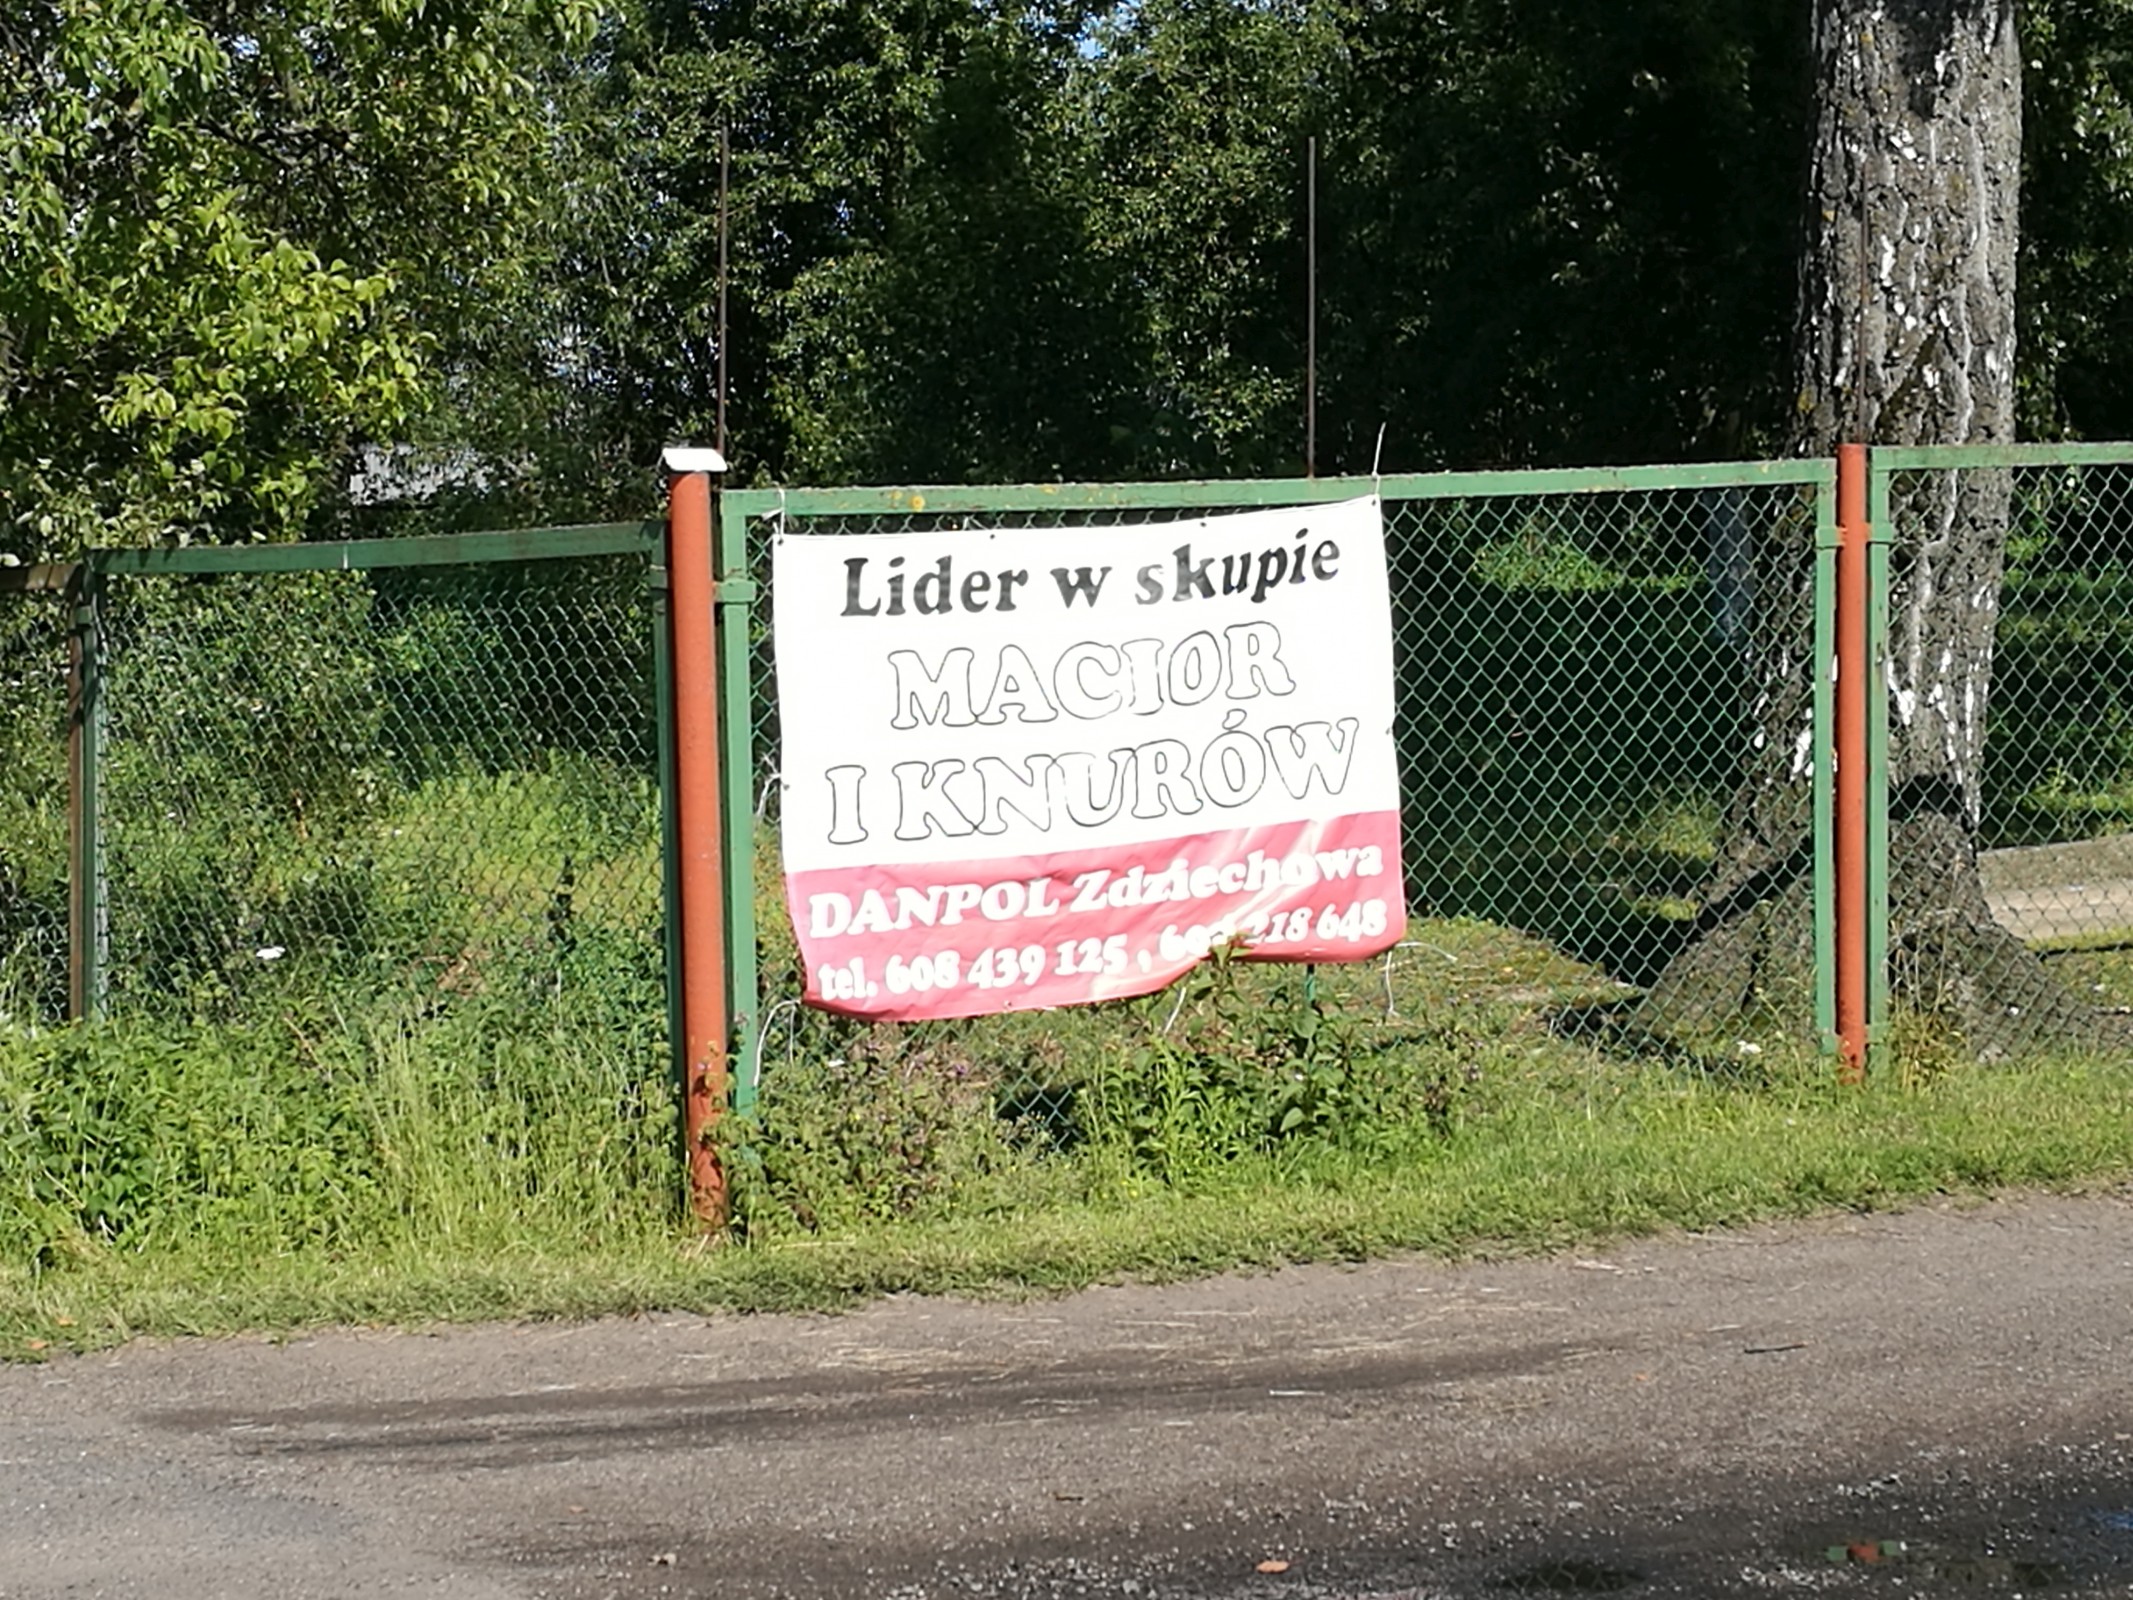 Lider w skupie
MACIOR
I KNURÓW
DANPOL Zdziechowa
tel. 608 439 125 , 218 648